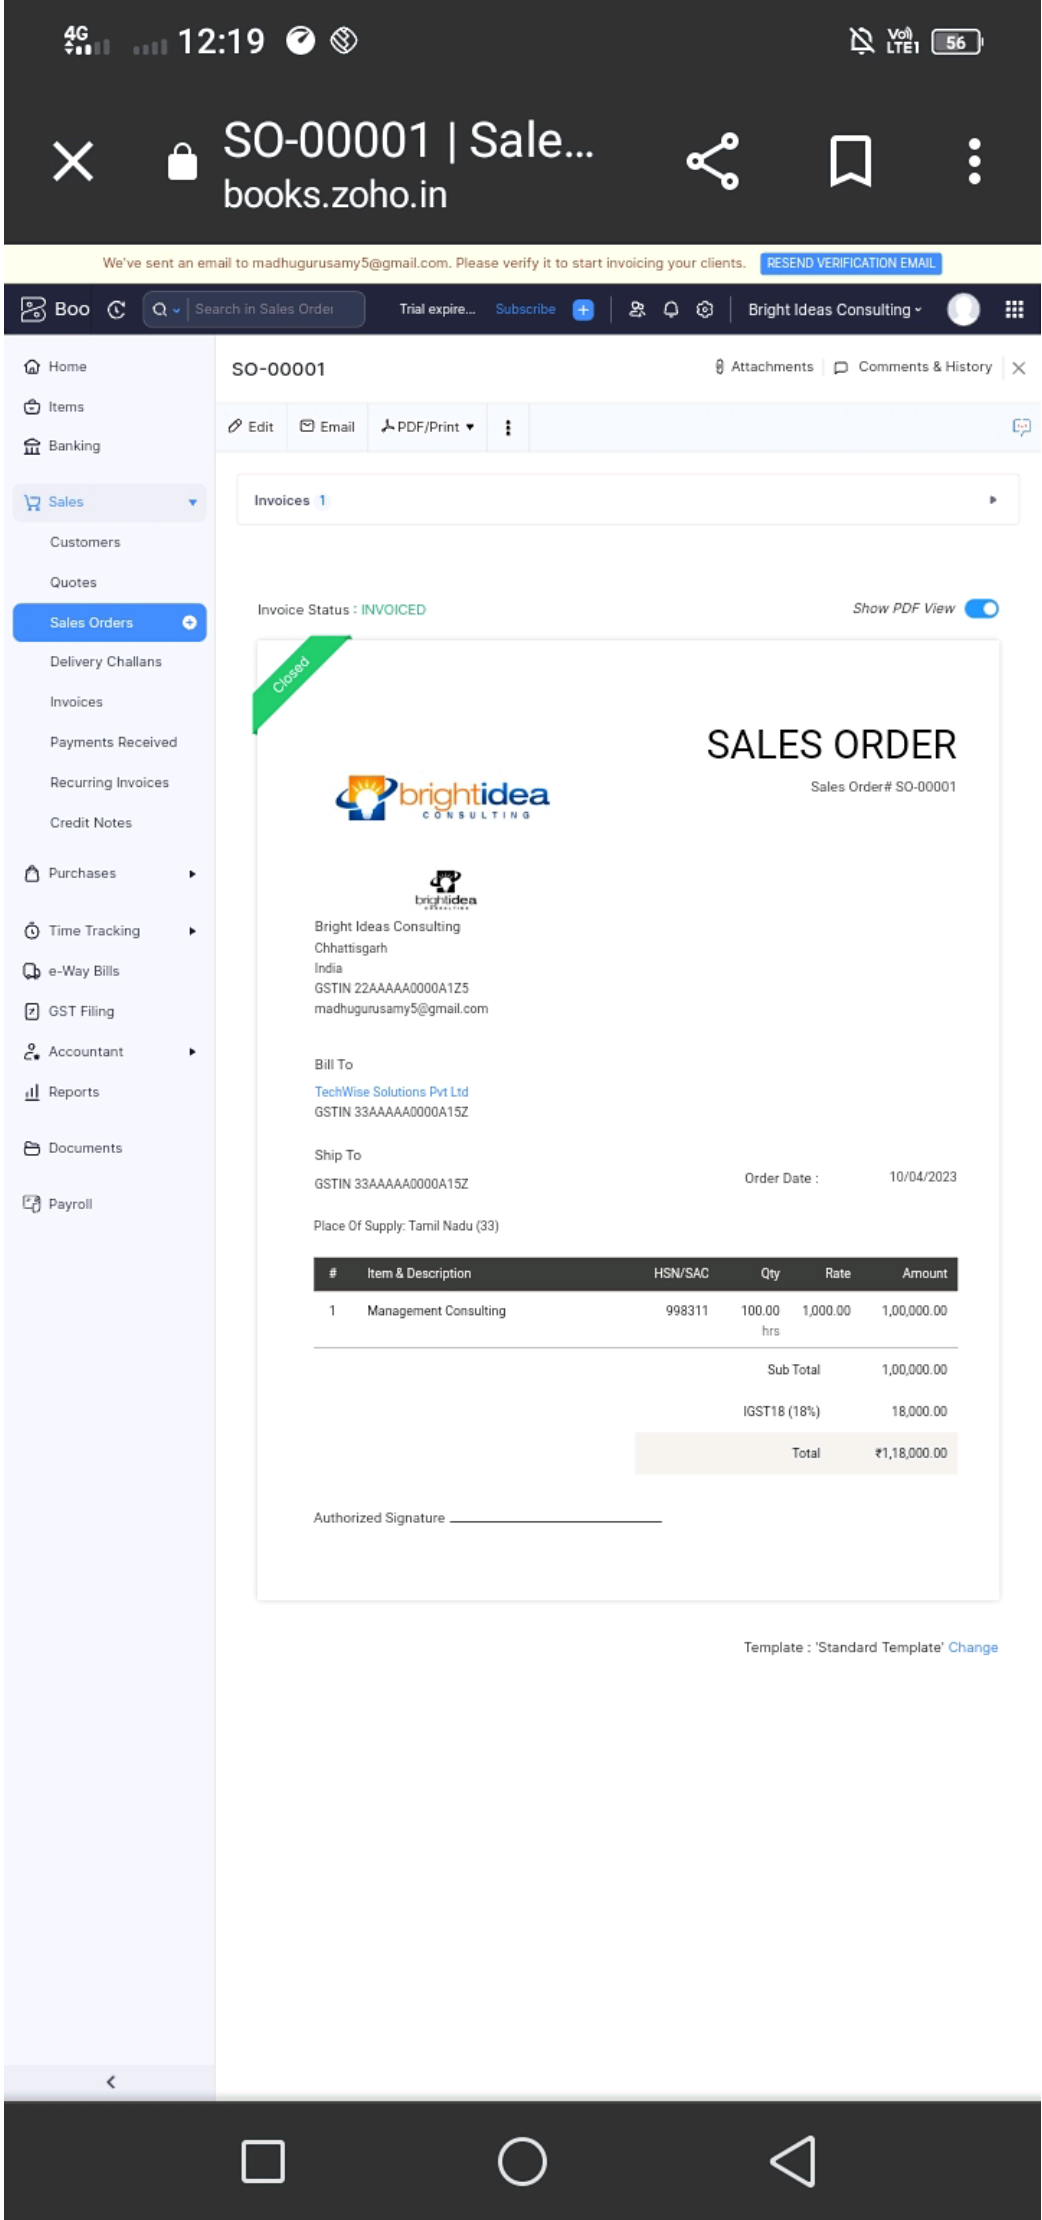 4G 12:19 Vo) LTE1 56
SO-00001 | Sale...
books.zoho.in
We've sent an email to madhugurusamy5@gmail.com. Please verify it to start invoicing your clients. RESEND VERIFICATION EMAIL
Boo Search in Sales Order Trial expire... Subscribe Bright Ideas Consulting
Home
Items
Banking
Sales
Customers
Quotes
Sales Orders
Delivery Challans
Invoices
Payments Received
Recurring Invoices
Credit Notes
Purchases
Time Tracking
e-Way Bills
GST Filing
Accountant
Reports
Documents
Payroll
SO-00001 Attachments Comments & History
Edit Email PDF/Print
Invoices 1
Invoice Status : INVOICED Show PDF View
Closed
SALES ORDER
Sales Order# SO-00001
brightidea
CONSULTING
brightidea
CONSULTING
Bright Ideas Consulting
Chhattisgarh
India
GSTIN 22AAAAA0000A1Z5
madhugurusamy5@gmail.com
Bill To
TechWise Solutions Pvt Ltd
GSTIN 33AAAAA0000A15Z
Ship To
GSTIN 33AAAAA0000A15Z
Order Date : 10/04/2023
Place Of Supply: Tamil Nadu (33)
# Item & Description HSN/SAC Qty Rate Amount
1 Management Consulting 998311 100.00 1,000.00 1,00,000.00
hrs
Sub Total 1,00,000.00
IGST18 (18%) 18,000.00
Total ₹1,18,000.00
Authorized Signature
Template : 'Standard Template' Change